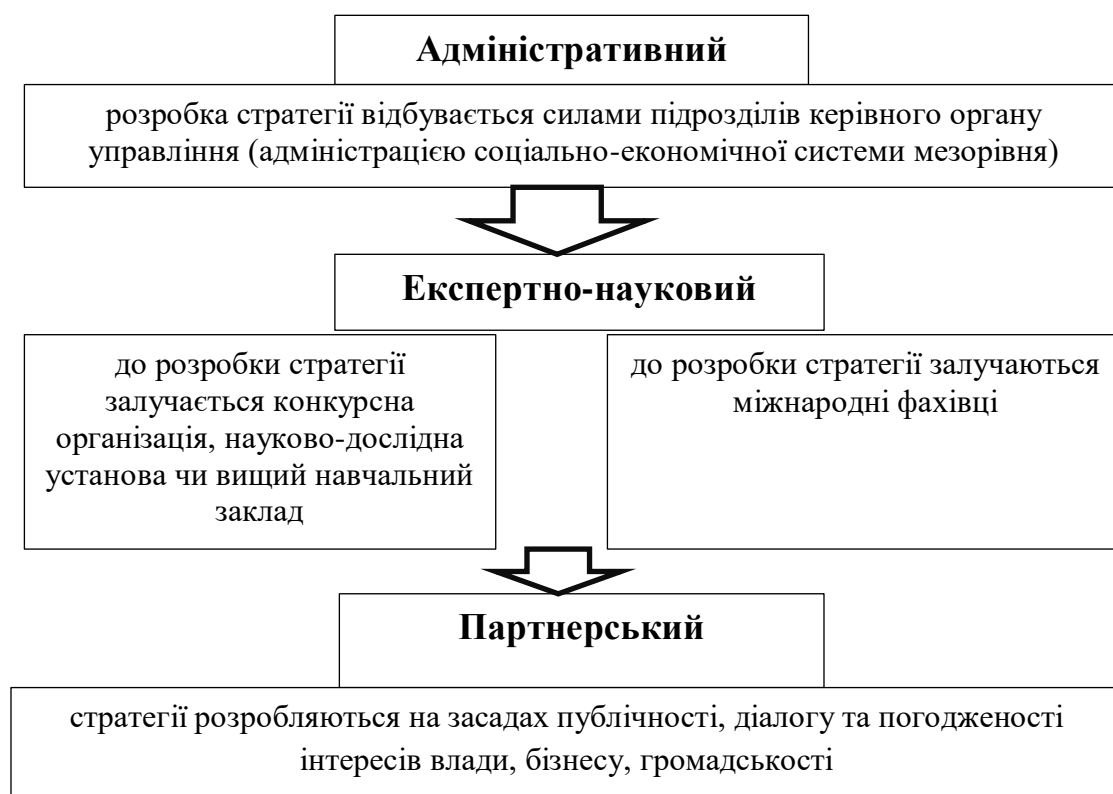 Адміністративний
розробка стратегії відбувається силами підрозділів керівного органу
управління (адміністрацією соціально-економічної системи мезорівня)
Експертно-науковий
до розробки стратегії
залучається конкурсна
організація, науково-дослідна
установа чи вищий навчальний
заклад
до розробки стратегії залучаються
міжнародні фахівці
Партнерський
стратегії розробляються на засадах публічності, діалогу та погодженості
інтересів влади, бізнесу, громадськості